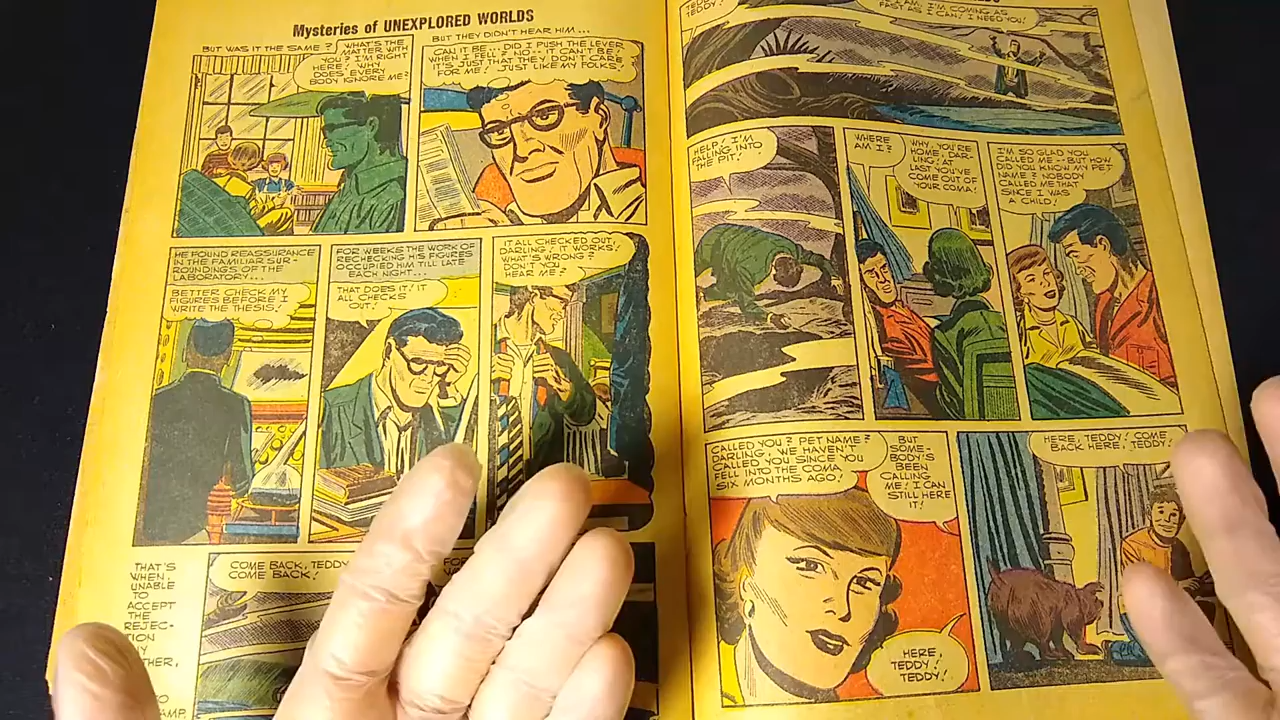 Mysteries of UNEXPLORED WORLDS
BUT WAS IT THE SAME?
WHAT'S THE
MATTER WITH
YOU? I'M RIGHT
HERE! WHY
DOES EVERY
BODY IGNORE ME?
BUT THEY DIDN'T HEAR HIM...
CAN IT BE... DID I PUSH THE LEVER
WHEN I FELL? NO-- IT CAN'T BE!
IT'S JUST THAT THEY DON'T CARE
FOR ME! JUST LIKE MY FOLKS!
HE FOUND REASSURANCE
IN THE FAMILIAR SUR-
ROUNDINGS OF THE
LABORATORY...
BETTER CHECK MY
FIGURES BEFORE I
WRITE THE THESIS!
FOR WEEKS THE WORK OF
RECHECKING HIS FIGURES
OCCUPIED HIM TILL LATE
EACH NIGHT...
THAT DOES IT! IT
ALL CHECKS
OUT!
IT ALL CHECKED OUT,
DARLING! IT WORKS!
WHAT'S WRONG?
DON'T YOU
HEAR ME?
THAT'S
WHEN,
UNABLE
TO
ACCEPT
THE
REJEC-
TION
COME BACK, TEDDY
COME BACK!
TEDDY!
I AM, I'M COMING AS
FAST AS I CAN! I NEED YOU!
HELP! I'M
FALLING INTO
THE PIT!
WHERE
AM I?
WHY, YOU'RE
HOME, DAR-
LING! AT
LAST YOU'VE
COME OUT OF
YOUR COMA!
I'M SO GLAD YOU
CALLED ME -- BUT HOW
DID YOU KNOW MY PET
NAME? NOBODY
CALLED ME THAT
SINCE I WAS
A CHILD!
CALLED YOU? PET NAME?
DARLING, WE HAVEN'T
CALLED YOU SINCE YOU
FELL INTO THE COMA
SIX MONTHS AGO!
BUT
SOME-
BODY'S
BEEN
CALLING
ME! I CAN
STILL HERE
IT!
HERE,
TEDDY!
TEDDY!
HERE, TEDDY! COME
BACK HERE, TEDDY!